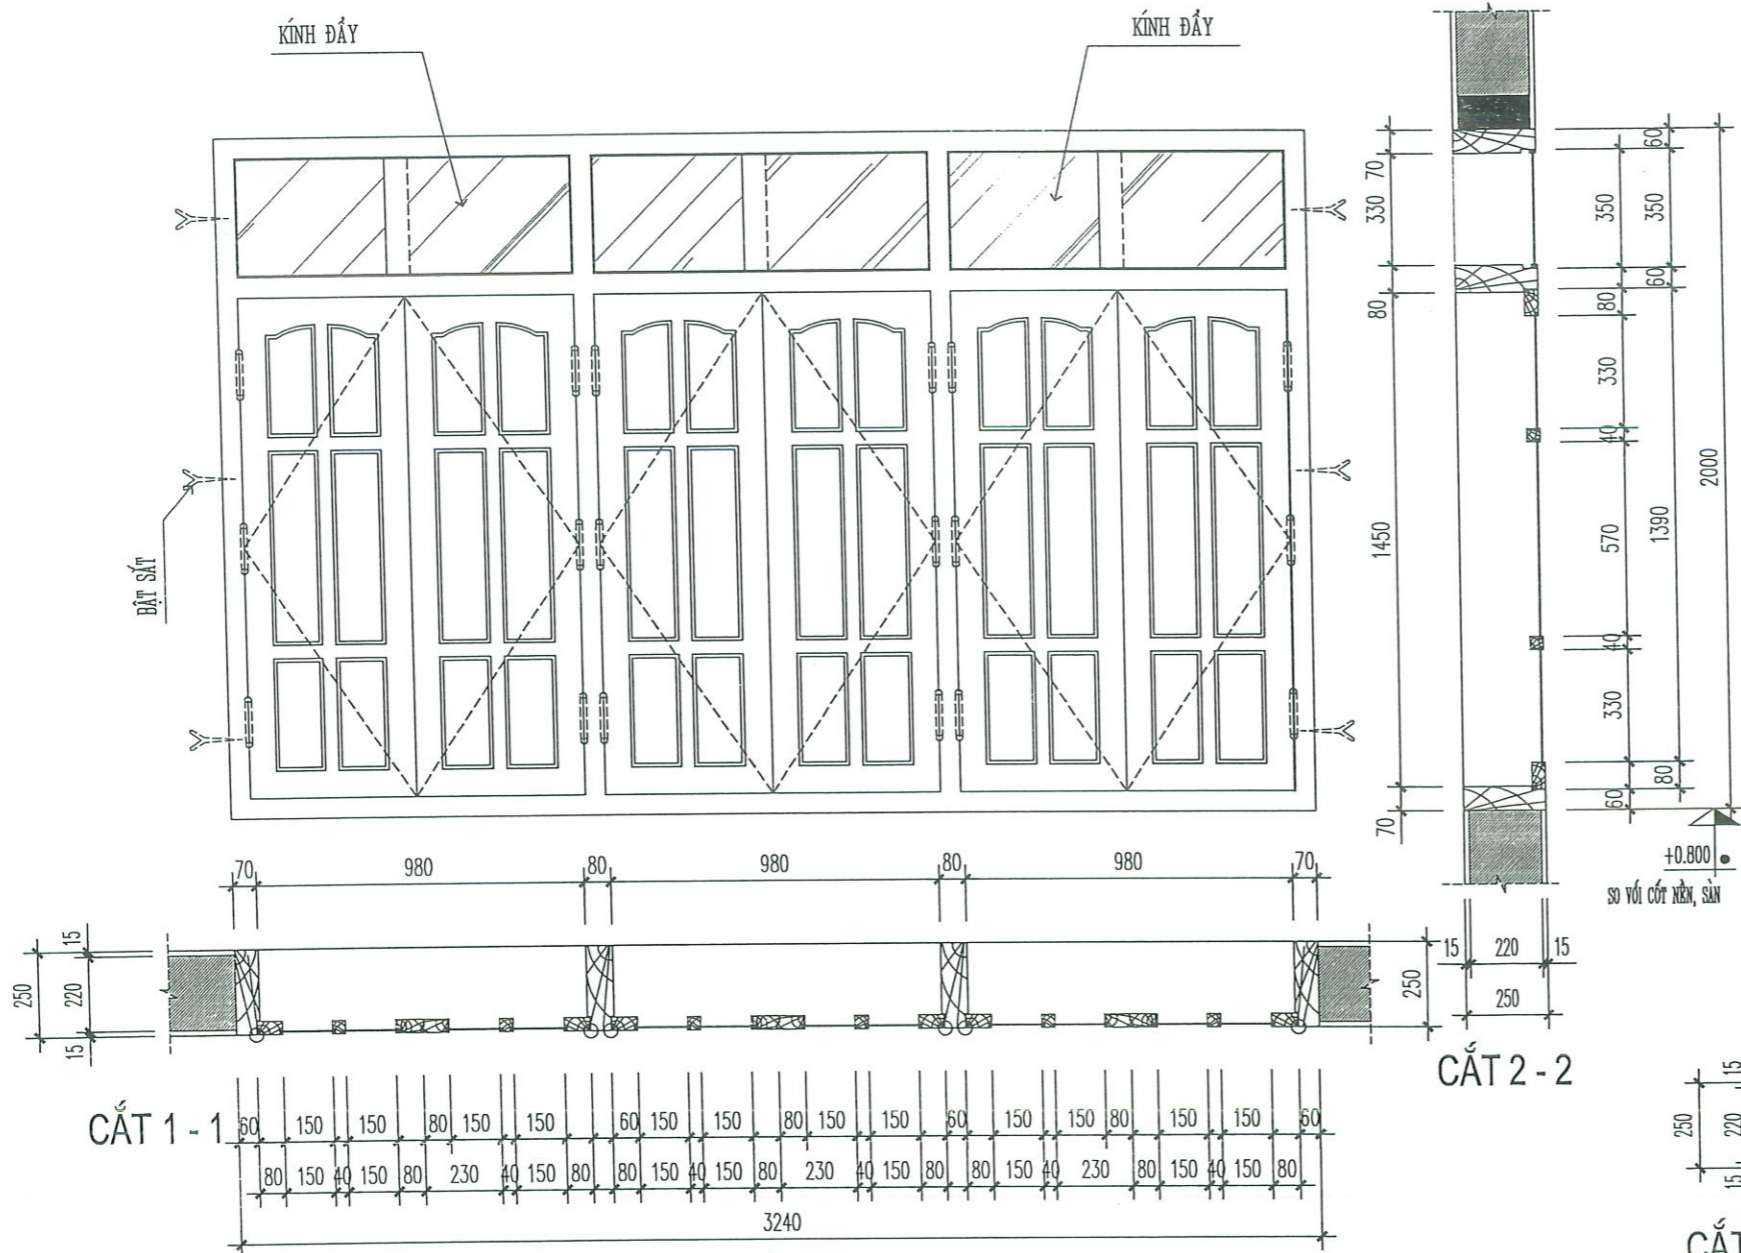 KÍNH ĐẨY
KÍNH ĐẨY
BẬT SẮT
70 980 80 980 80 980 70
15
250 220
15
250
CẮT 1 - 1
60 150 150 80 150 150 60 150 150 80 150 150 60 150 150 80 150 150 60
80 150 40 150 80 230 40 150 80 80 150 40 150 80 230 40 150 80 80 150 40 230 80 150 40 150 80
3240
70
330
80
1450
70
350
80
330
40
570
40
330
80
60
60
350
60
1390
2000
+0.800
SO VỚI CỐT NỀN, SÀN
15 220 15
250
CẮT 2 - 2
15
250 220
15
CẮT